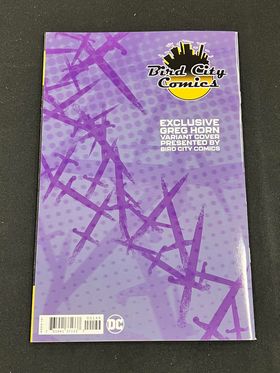 Bird City
Comics
EXCLUSIVE
GREG HORN
VARIANT COVER
PRESENTED BY
BIRD CITY COMICS
DC